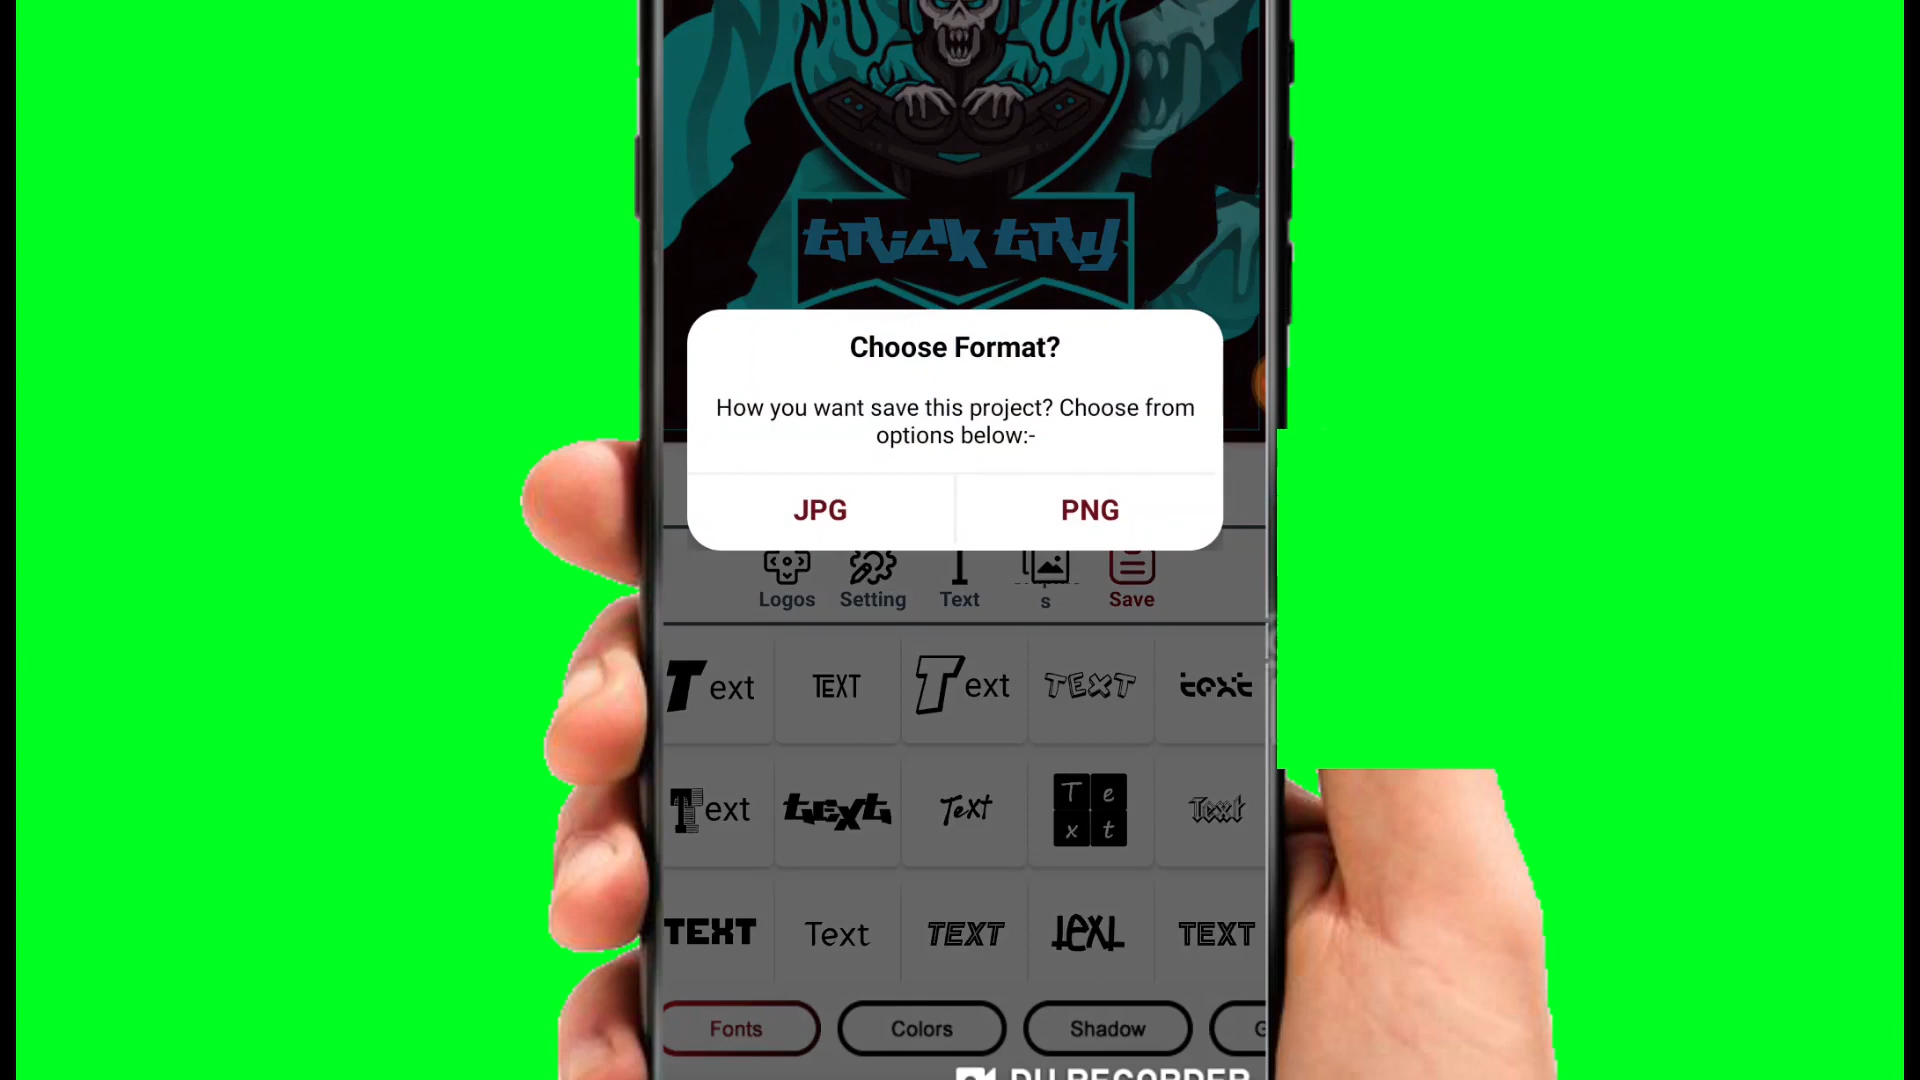 trick try
Choose Format?
How you want save this project? Choose from
options below:-
JPG PNG
Logos Setting Text s Save
Text TEXT Text TEXT text
Text text Text Text Text
TEXT Text TEXT text TEXT
Fonts Colors Shadow G
DU RECORDER